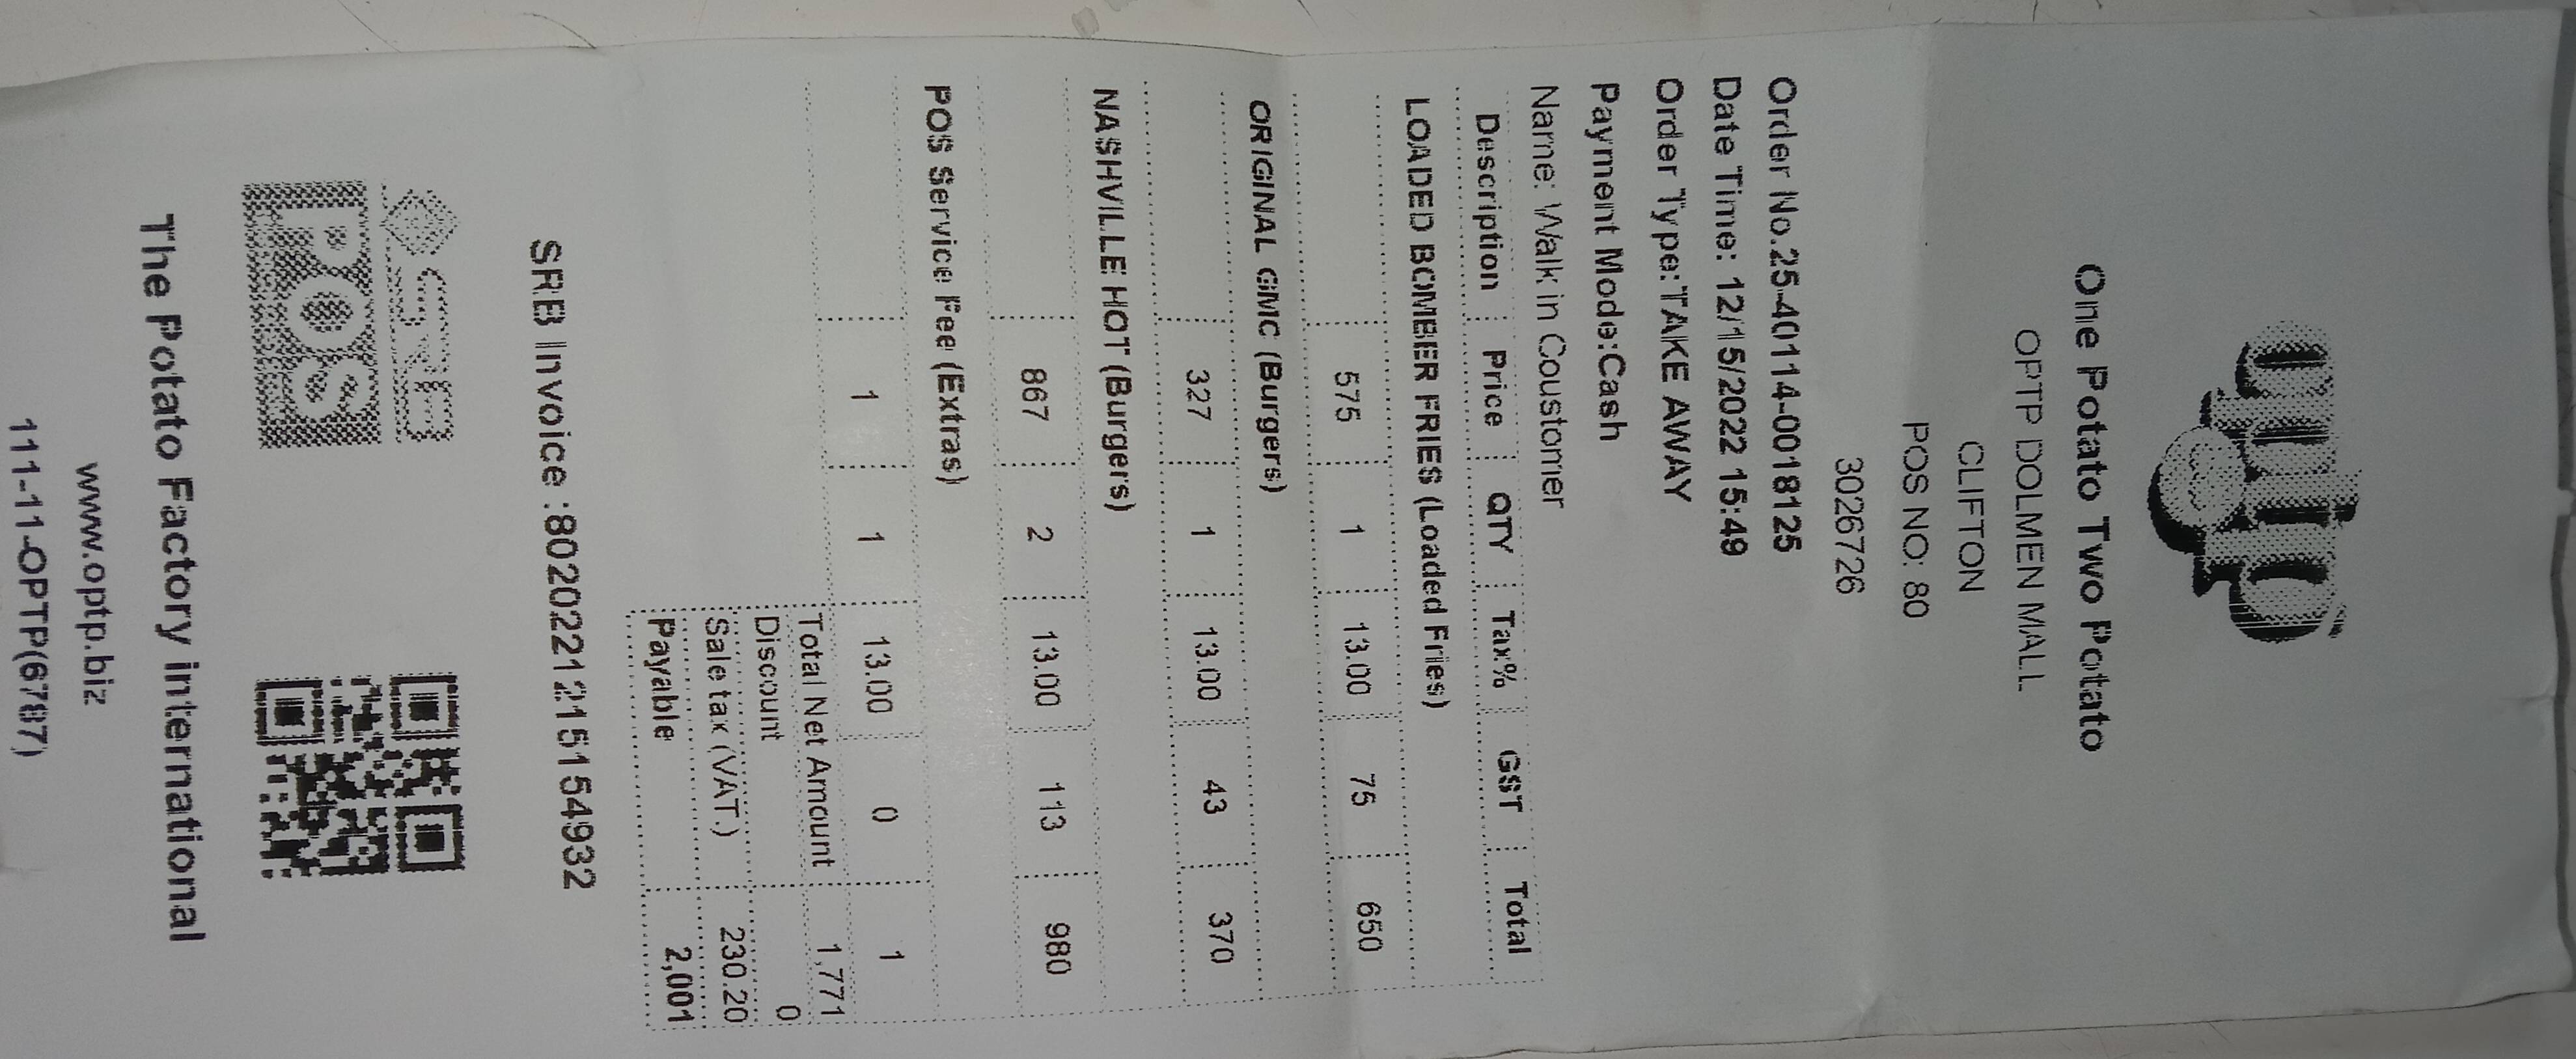 optp
One Potato Two Potato
OPTP DOLMEN MALL
CLIFTON
POS NO: 80
3026726
Order No.25-40114-0018125
Date Time: 12/15/2022 15:49
Order Type:TAKE AWAY
Payment Mode:Cash
Name: Walk in Coustomer
Description Price QTY Tax% GST Total
LOADED BOMBER FRIES (Loaded Fries)
575 1 13.00 75 650
ORIGINAL GMC (Burgers)
327 1 13.00 43 370
NASHVILLE HOT (Burgers)
867 2 13.00 113 980
POS Service Fee (Extras)
1 1 13.00 0 1
Total Net Amount 1,771
Discount 0
Sale tax (VAT.) 230.20
Payable 2,001
SRB Invoice :8020221215154932
SRB
POS
The Potato Factory international
www.optp.biz
111-11-OPTP(6787)